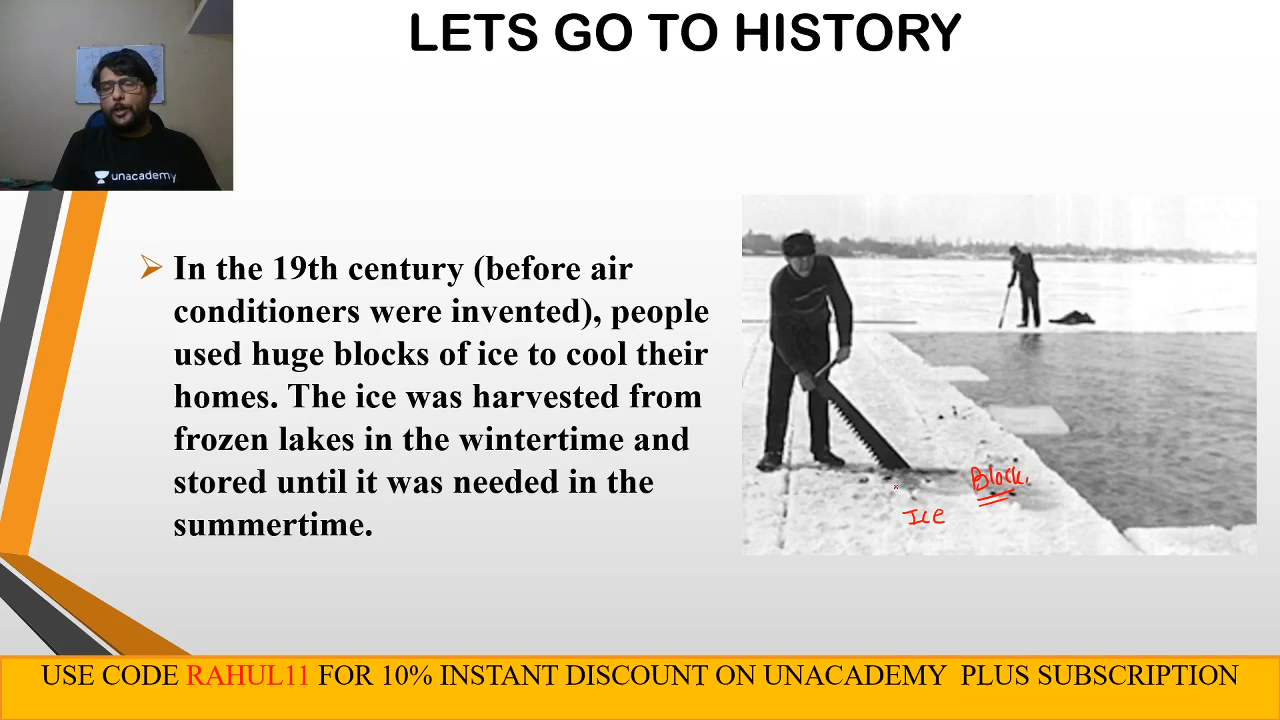 LETS GO TO HISTORY
unacademy
➢ In the 19th century (before air
conditioners were invented), people
used huge blocks of ice to cool their
homes. The ice was harvested from
frozen lakes in the wintertime and
stored until it was needed in the
summertime.
Block.
Ice
USE CODE RAHUL11 FOR 10% INSTANT DISCOUNT ON UNACADEMY PLUS SUBSCRIPTION